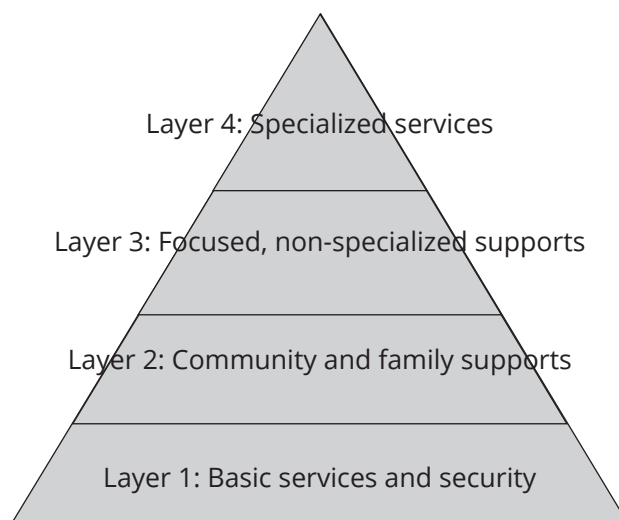 Layer 4: Specialized services
Layer 3: Focused, non-specialized supports
Layer 2: Community and family supports
Layer 1: Basic services and security